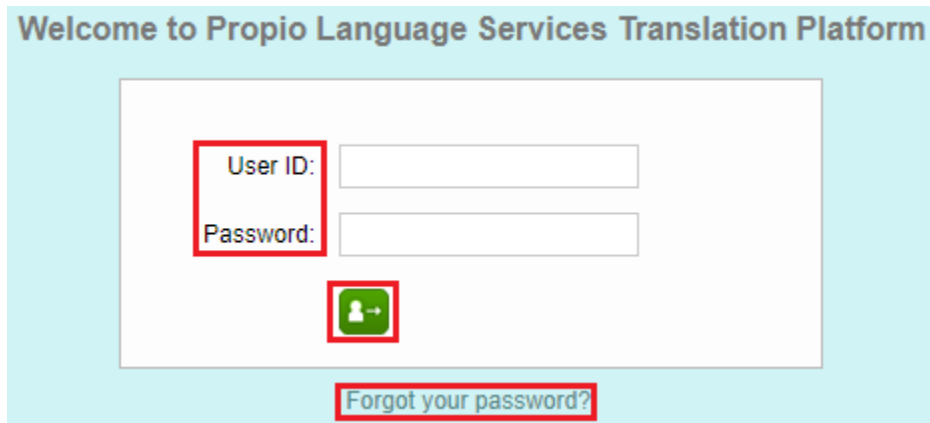 Welcome to Propio Language Services Translation Platform
User ID:
Password:
Forgot your password?